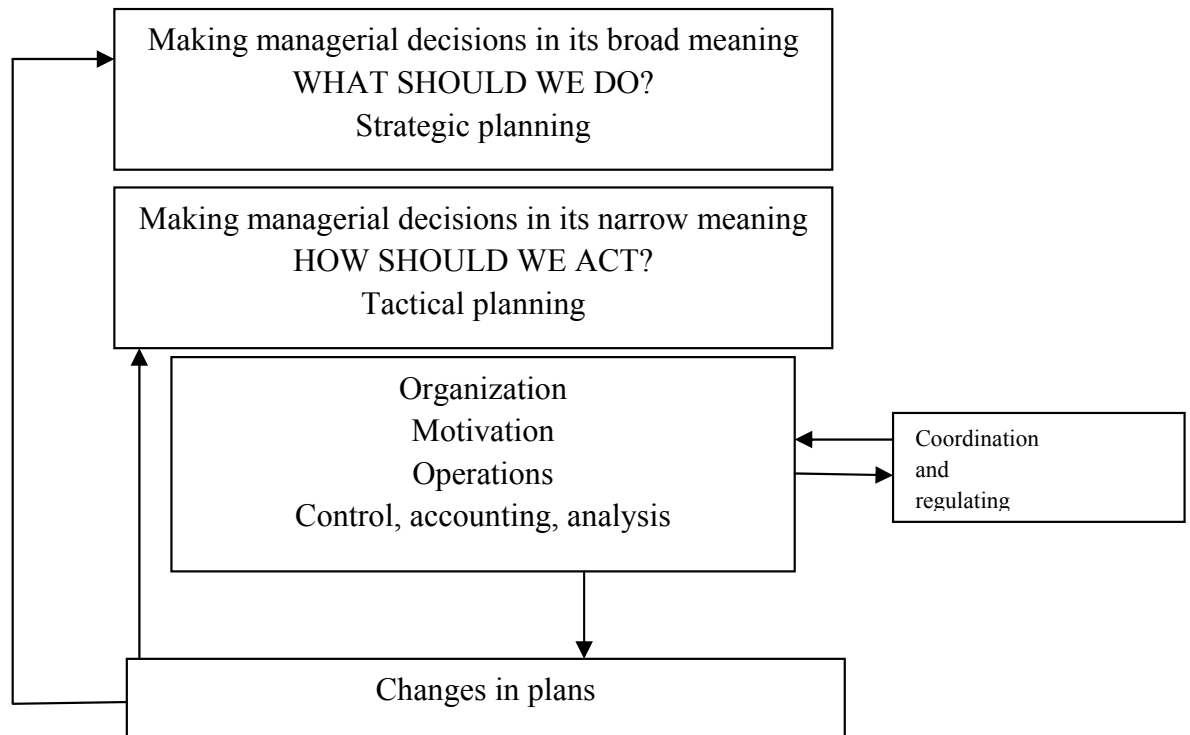 Making managerial decisions in its broad meaning
WHAT SHOULD WE DO?
Strategic planning
Making managerial decisions in its narrow meaning
HOW SHOULD WE ACT?
Tactical planning
Organization
Motivation
Operations
Control, accounting, analysis
Coordination
and
regulating
Changes in plans